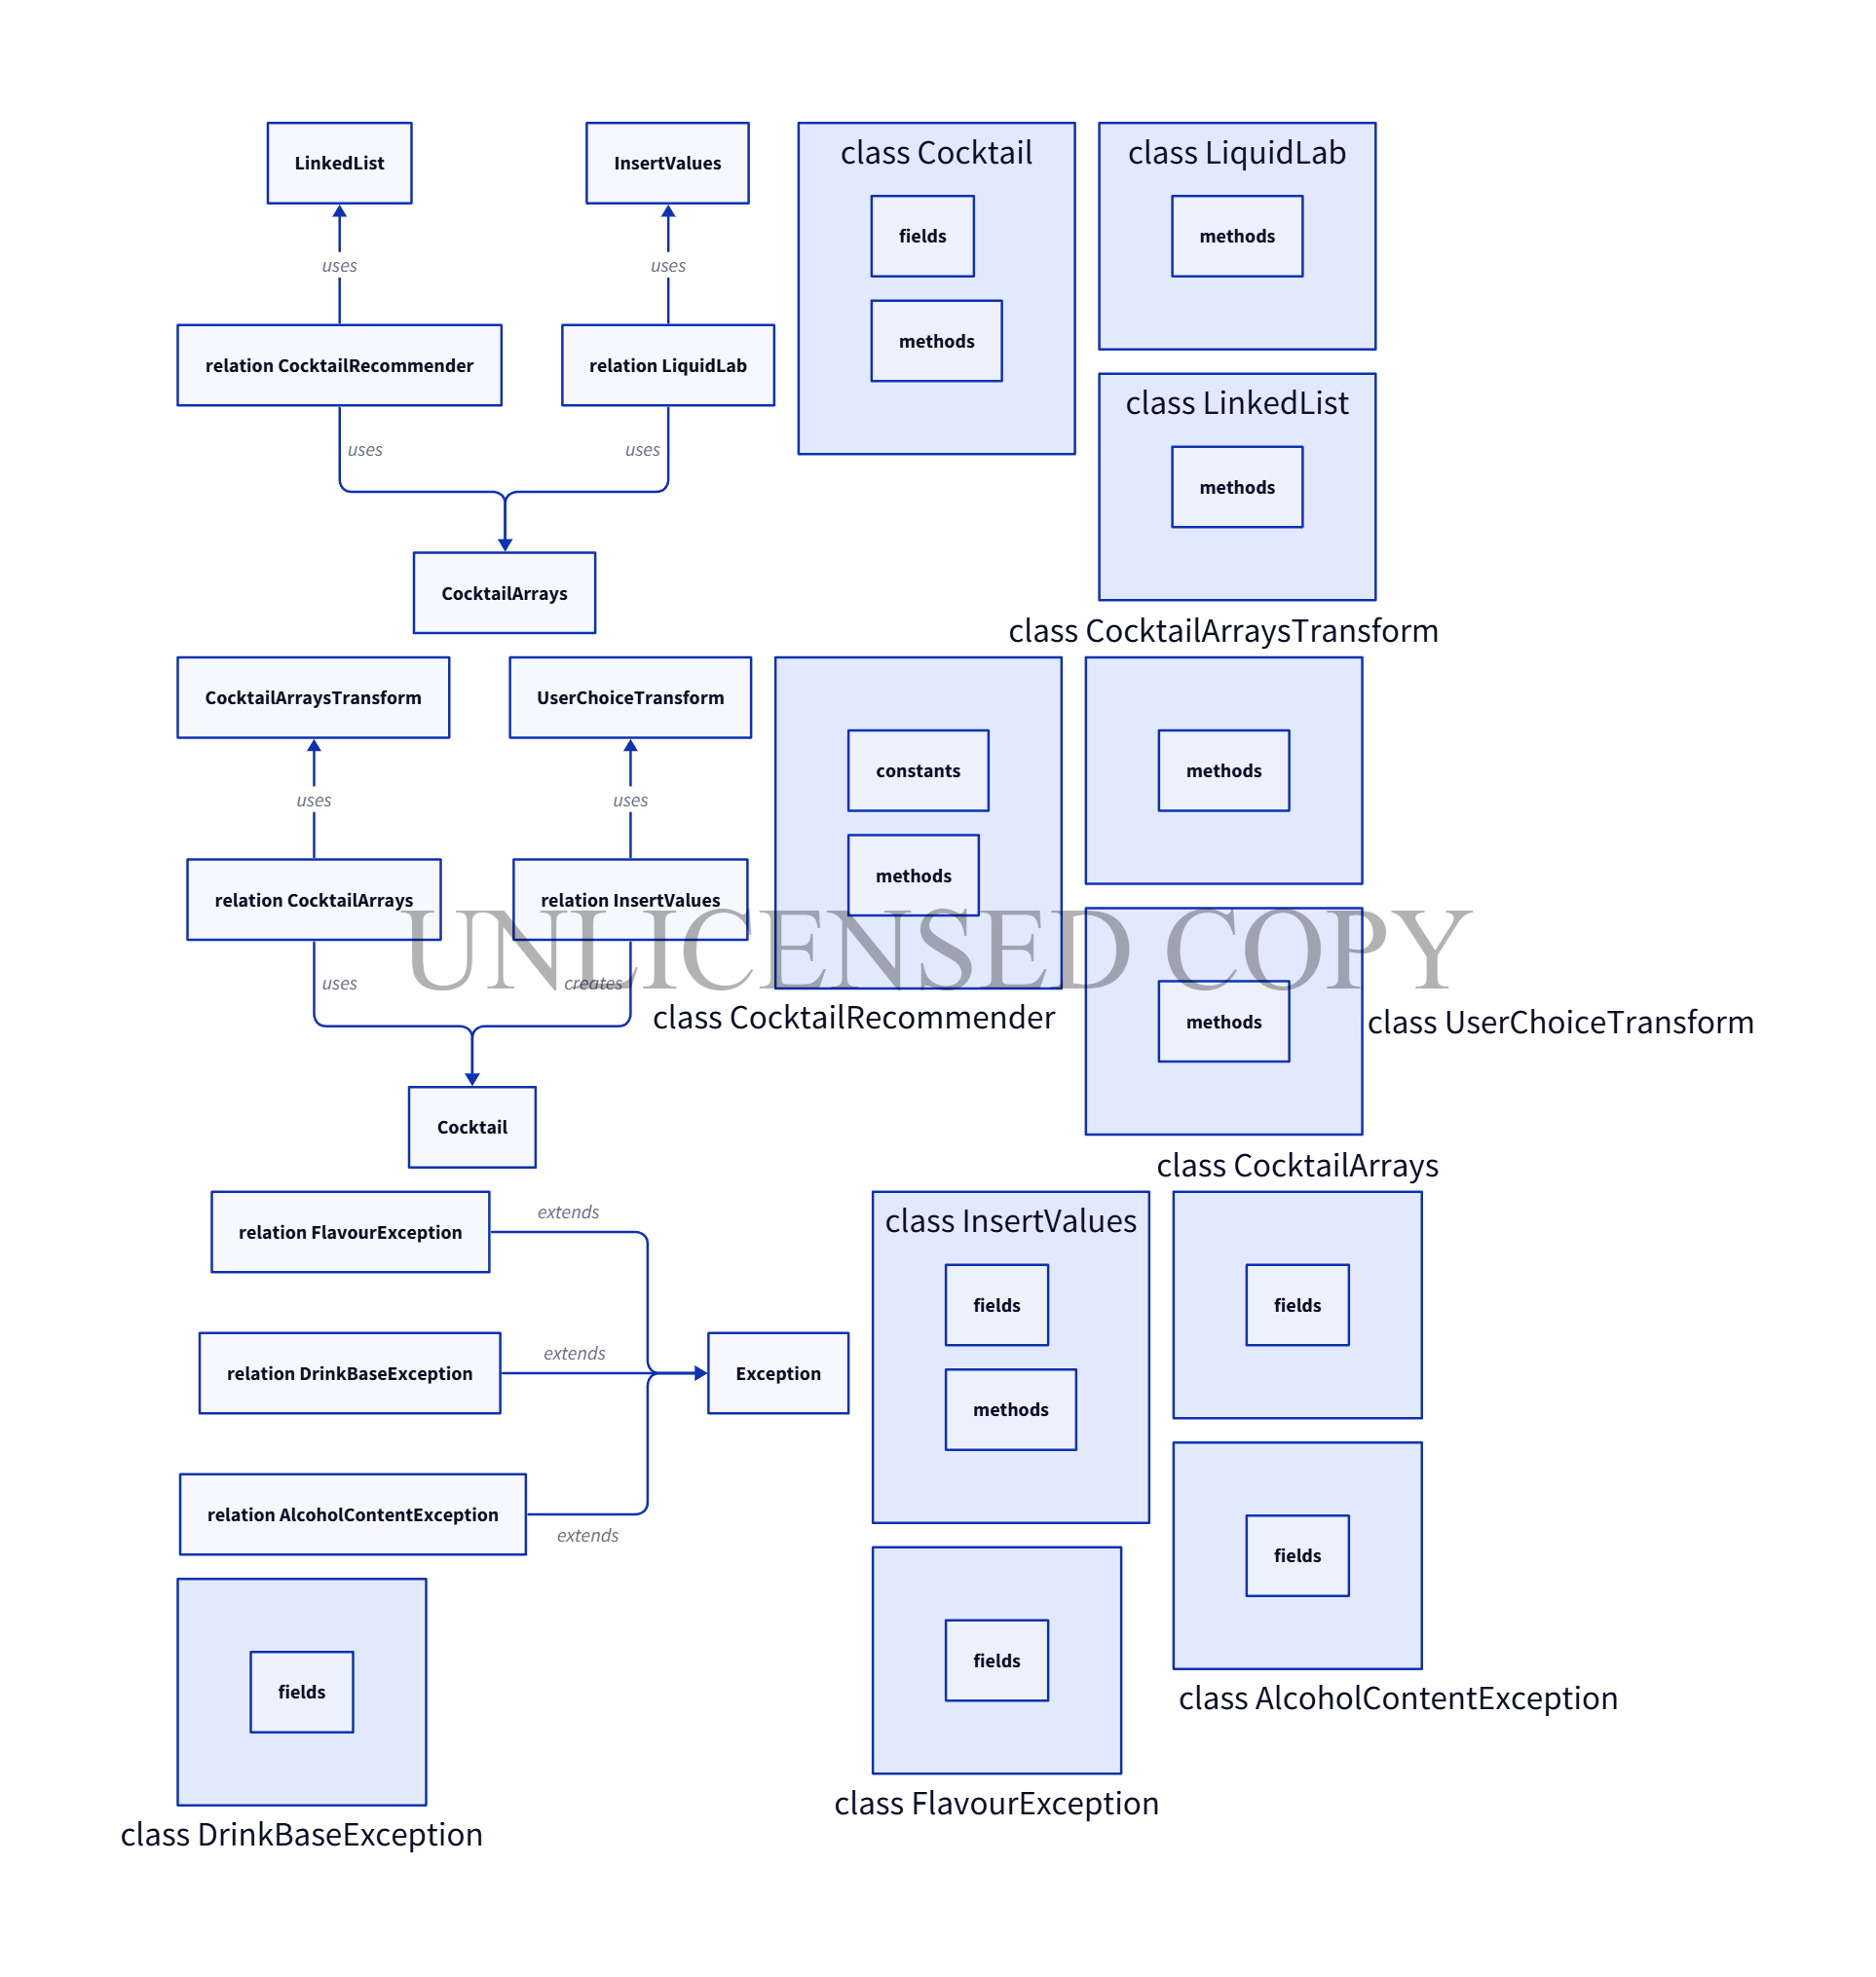 LinkedList
InsertValues
class Cocktail
class LiquidLab
fields
methods
uses
uses
methods
relation CocktailRecommender
relation LiquidLab
class LinkedList
uses
uses
methods
CocktailArrays
class CocktailArraysTransform
CocktailArraysTransform
UserChoiceTransform
constants
methods
uses
uses
methods
relation CocktailArrays
relation InsertValues
UNLICENSED COPY
uses
creates
class CocktailRecommender
methods
class UserChoiceTransform
Cocktail
class CocktailArrays
relation FlavourException
extends
class InsertValues
fields
fields
relation DrinkBaseException
extends
Exception
methods
relation AlcoholContentException
extends
fields
fields
fields
class AlcoholContentException
class FlavourException
class DrinkBaseException